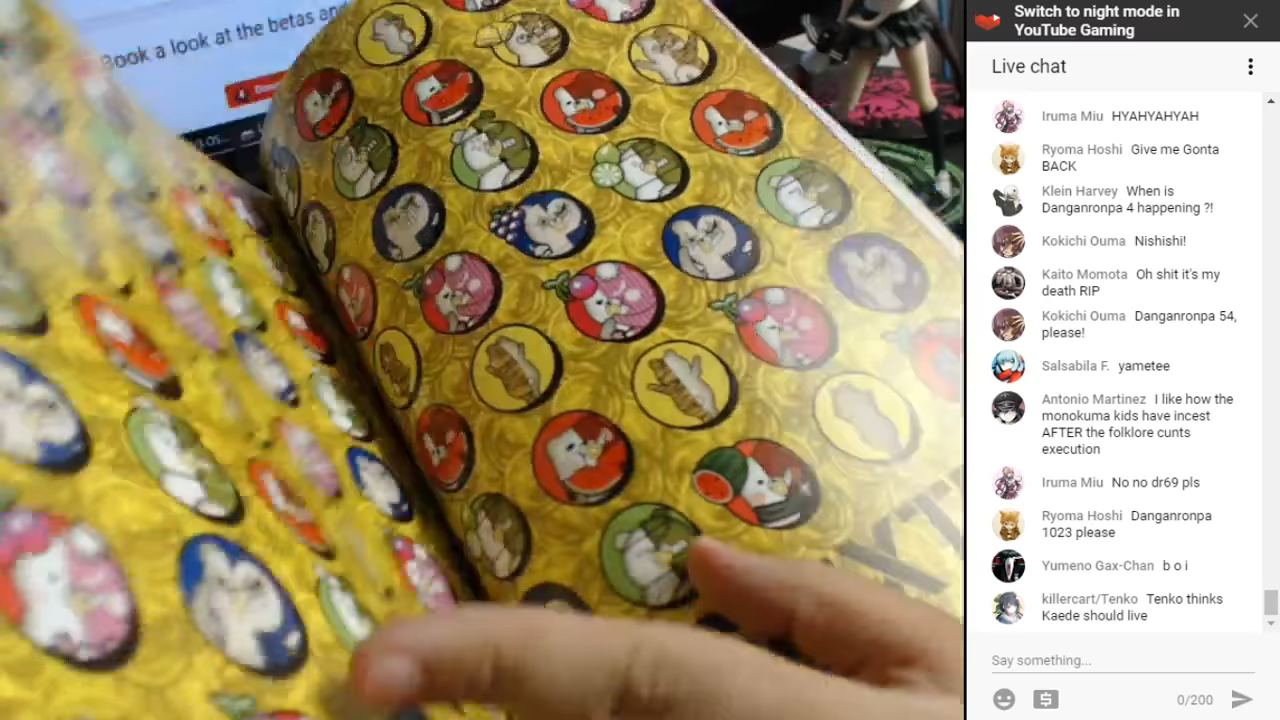 Book a look at the betas and
Switch to night mode in
YouTube Gaming
Live chat
Iruma Miu HYAHYAHYAH
Ryoma Hoshi Give me Gonta
BACK
Klein Harvey When is
Danganronpa 4 happening ?!
Kokichi Ouma Nishishi!
Kaito Momota Oh shit it's my
death RIP
Kokichi Ouma Danganronpa 54,
please!
Salsabila F. yametee
Antonio Martinez I like how the
monokuma kids have incest
AFTER the folklore cunts
execution
Iruma Miu No no dr69 pls
Ryoma Hoshi Danganronpa
1023 please
Yumeno Gax-Chan b o i
killercart/Tenko Tenko thinks
Kaede should live
Say something...
0/200